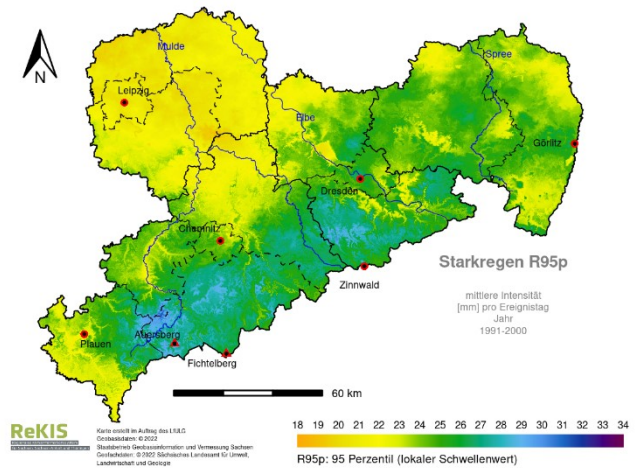 Mulde
Spree
Leipzig
Elbe
Görlitz
Dresden
Chemnitz
Starkregen R95p
Zinnwald
mittlere Intensität
[mm] pro Ereignistag
Jahr
1991-2000
Plauen
Auersberg
Fichtelberg
60 km
N
ReKIS
Karte erstellt im Auftrag des LfULG
Geobasisdaten: © 2022
Staatsbetrieb Geobasisinformation und Vermessung Sachsen
Geofachdaten: © 2022 Sächsisches Landesamt für Umwelt,
Landwirtschaft und Geologie
18 19 20 21 22 23 24 25 26 27 28 29 30 31 32 33 34
R95p: 95 Perzentil (lokaler Schwellenwert)